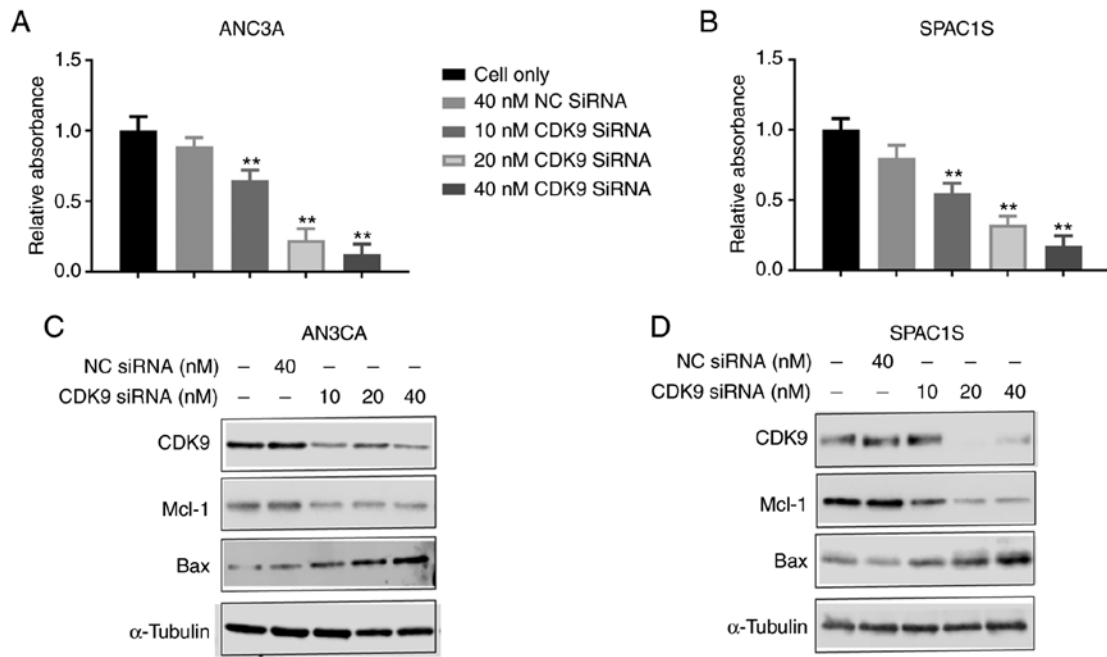 A
ANC3A
Relative absorbance
1.5
1.0
0.5
0.0
**
**
**
Cell only
40 nM NC SiRNA
10 nM CDK9 SiRNA
20 nM CDK9 SiRNA
40 nM CDK9 SiRNA
B
SPAC1S
Relative absorbance
1.5
1.0
0.5
0.0
**
**
**
C
AN3CA
NC siRNA (nM) – 40 – – –
CDK9 siRNA (nM) – – 10 20 40
CDK9
Mcl-1
Bax
α-Tubulin
D
SPAC1S
NC siRNA (nM) – 40 – – –
CDK9 siRNA (nM) – – 10 20 40
CDK9
Mcl-1
Bax
α-Tubulin